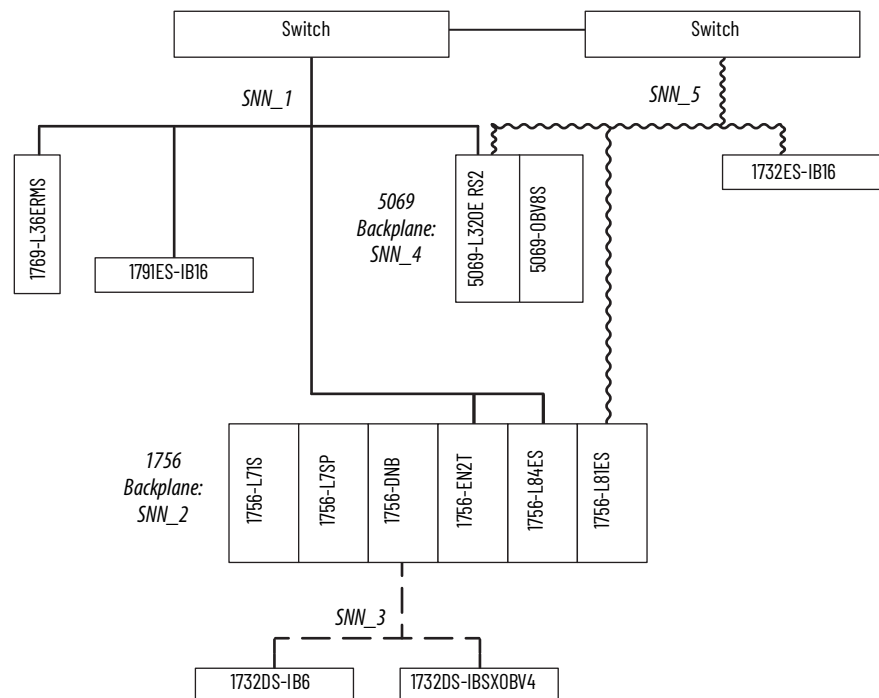 Switch
Switch
SNN_1
SNN_5
1769-L36ERMS
1791ES-IB16
5069
Backplane:
SNN_4
5069-L320E RS2
5069-OBV8S
1732ES-IB16
1756
Backplane:
SNN_2
1756-L71S
1756-L7SP
1756-DNB
1756-EN2T
1756-L84ES
1756-L81ES
SNN_3
1732DS-IB6
1732DS-IBSXOBV4